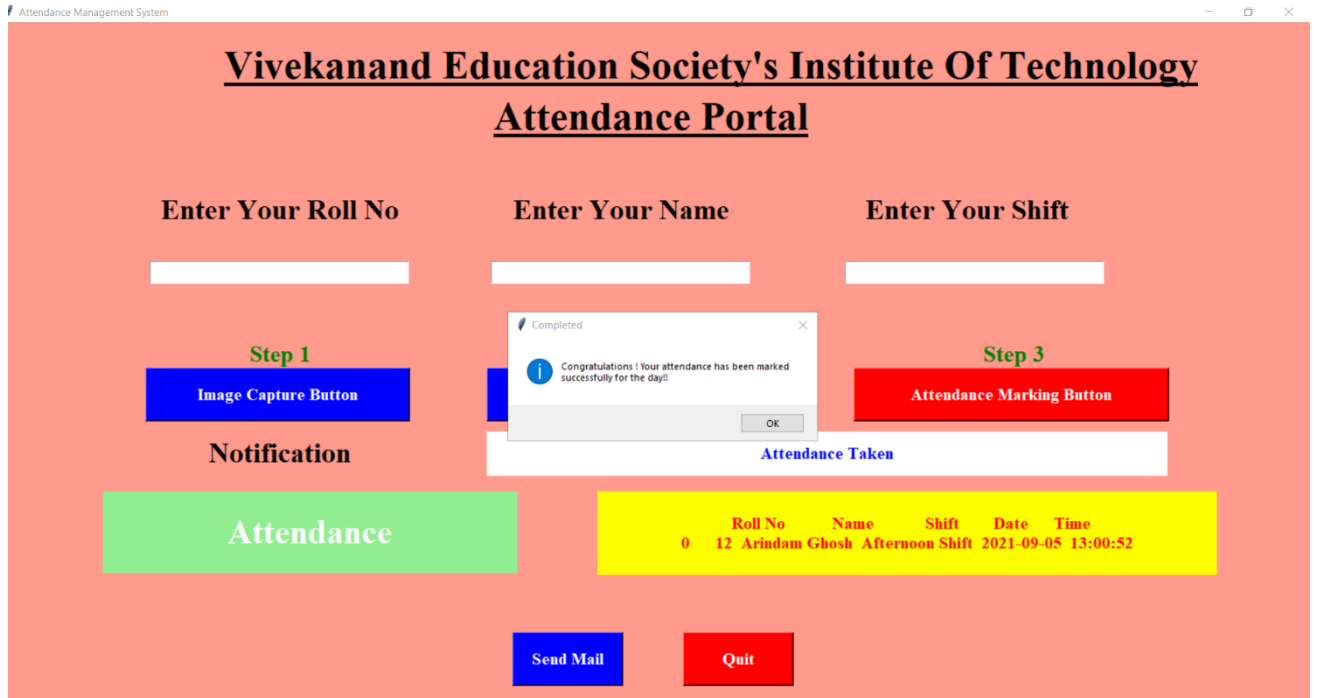 Attendance Management System
Vivekanand Education Society's Institute Of Technology
Attendance Portal
Enter Your Roll No
Enter Your Name
Enter Your Shift
Step 1
Image Capture Button
Completed
Congratulations ! Your attendance has been marked
successfully for the day!!
OK
Step 3
Attendance Marking Button
Notification
Attendance Taken
Attendance
Roll No Name Shift Date Time
0 12 Arindam Ghosh Afternoon Shift 2021-09-05 13:00:52
Send Mail
Quit